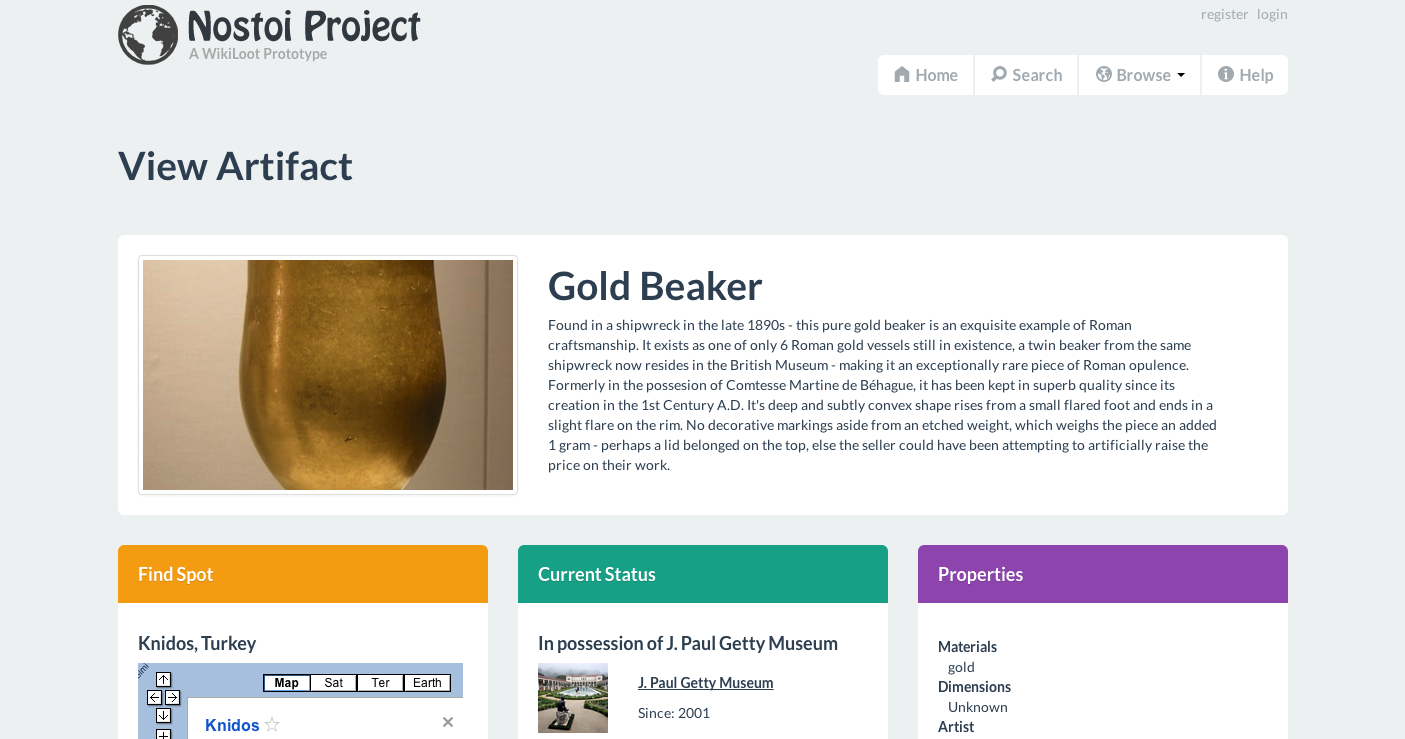 Nostoi Project
A WikiLoot Prototype
register login
Home Search Browse Help
View Artifact
Gold Beaker
Found in a shipwreck in the late 1890s - this pure gold beaker is an exquisite example of Roman
craftsmanship. It exists as one of only 6 Roman gold vessels still in existence, a twin beaker from the same
shipwreck now resides in the British Museum - making it an exceptionally rare piece of Roman opulence.
Formerly in the possesion of Comtesse Martine de Béhague, it has been kept in superb quality since its
creation in the 1st Century A.D. It's deep and subtly convex shape rises from a small flared foot and ends in a
slight flare on the rim. No decorative markings aside from an etched weight, which weighs the piece an added
1 gram - perhaps a lid belonged on the top, else the seller could have been attempting to artificially raise the
price on their work.
Find Spot
Knidos, Turkey
Map Sat Ter Earth
Knidos
Current Status
In possession of J. Paul Getty Museum
J. Paul Getty Museum
Since: 2001
Properties
Materials
gold
Dimensions
Unknown
Artist